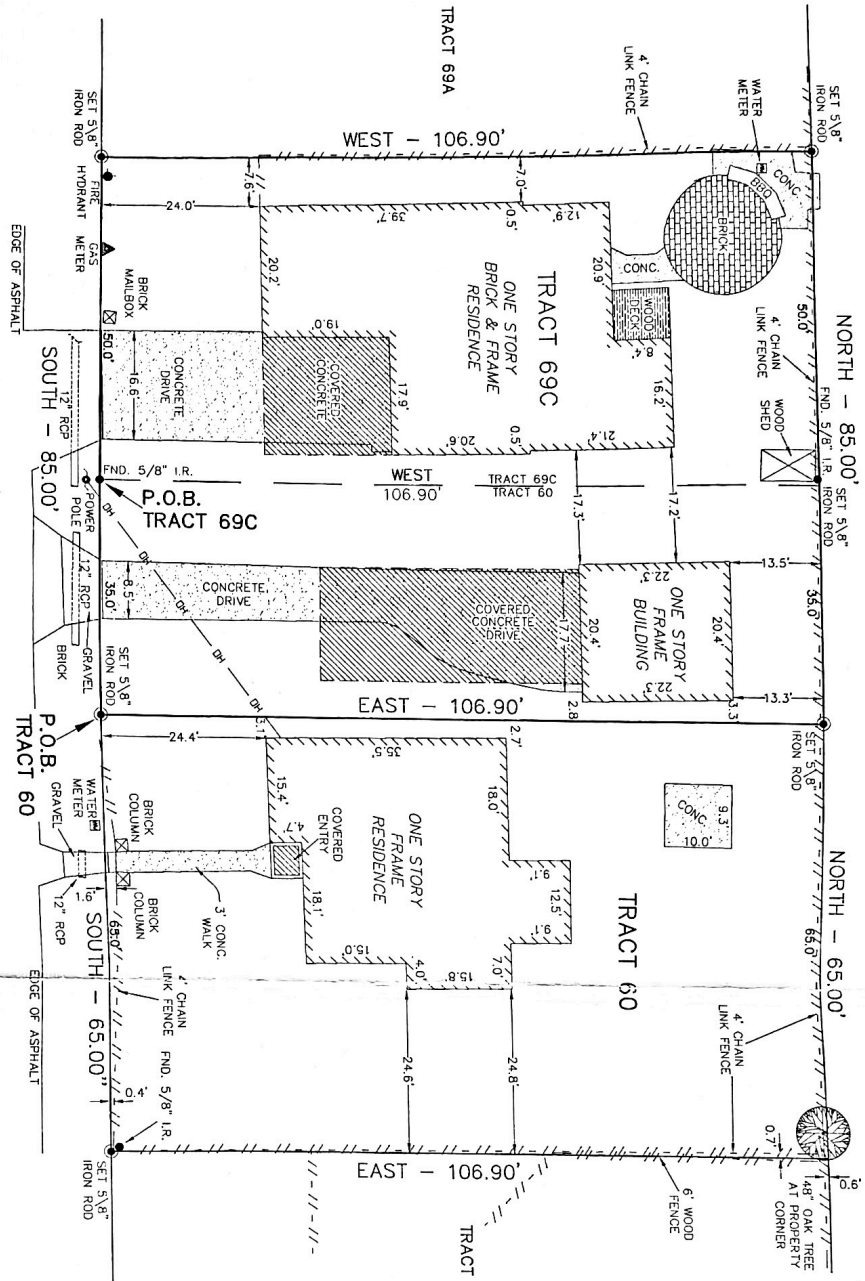 TRACT 69A
4' CHAIN
LINK FENCE
WATER
METER
SET 5\8"
IRON ROD
SET 5\8"
IRON ROD
WEST - 106.90'
FIRE
HYDRANT
GAS
METER
EDGE OF ASPHALT
BRICK
MAILBOX
7.6'
24.0'
7.0'
39.7'
0.5'
12.9'
20.2'
19.0'
20.9'
TRACT 69C
ONE STORY
BRICK & FRAME
RESIDENCE
CONC.
BBQ
BRICK
CONC.
WOOD
DECK
8.4'
16.2'
COVERED
CONCRETE
17.9'
20.6'
0.5'
21.4'
CONCRETE
DRIVE
16.6'
50.0'
SOUTH - 85.00'
12" RCP
NORTH - 85.00'
50.0'
4' CHAIN
LINK FENCE
WOOD
SHED
FND. 5/8" I.R.
SET 5\8"
IRON ROD
FND. 5/8" I.R.
P.O.B.
TRACT 69C
WEST
106.90'
TRACT 69C
TRACT 60
POWER
POLE
OH
OH
OH
OH
17.3'
17.2'
13.5'
35.0'
12" RCP
35.0'
8.5'
GRAVEL
BRICK
CONCRETE
DRIVE
COVERED
CONCRETE
DRIVE
17.7'
22.3'
ONE STORY
FRAME
BUILDING
20.4'
20.4'
22.3'
13.3'
3.3'
2.8'
SET 5\8"
IRON ROD
P.O.B.
TRACT 60
EAST - 106.90'
SET 5\8"
IRON ROD
24.4'
3.1'
35.5'
2.7'
15.4'
4.7'
18.0'
COVERED
ENTRY
ONE STORY
FRAME
RESIDENCE
9.1'
12.5'
9.1'
7.0'
15.8'
4.0'
15.0'
18.1'
CONC.
9.3'
10.0'
WATER
METER
GRAVEL
BRICK
COLUMN
1.6'
12" RCP
BRICK
COLUMN
3' CONC.
WALK
65.0'
SOUTH - 65.00"
4' CHAIN
LINK FENCE
EDGE OF ASPHALT
TRACT 60
NORTH - 65.00'
65.0'
4' CHAIN
LINK FENCE
24.6'
24.8'
0.4'
FND. 5/8" I.R.
SET 5\8"
IRON ROD
EAST - 106.90'
0.7'
0.6'
48" OAK TREE
AT PROPERTY
CORNER
6' WOOD
FENCE
TRACT